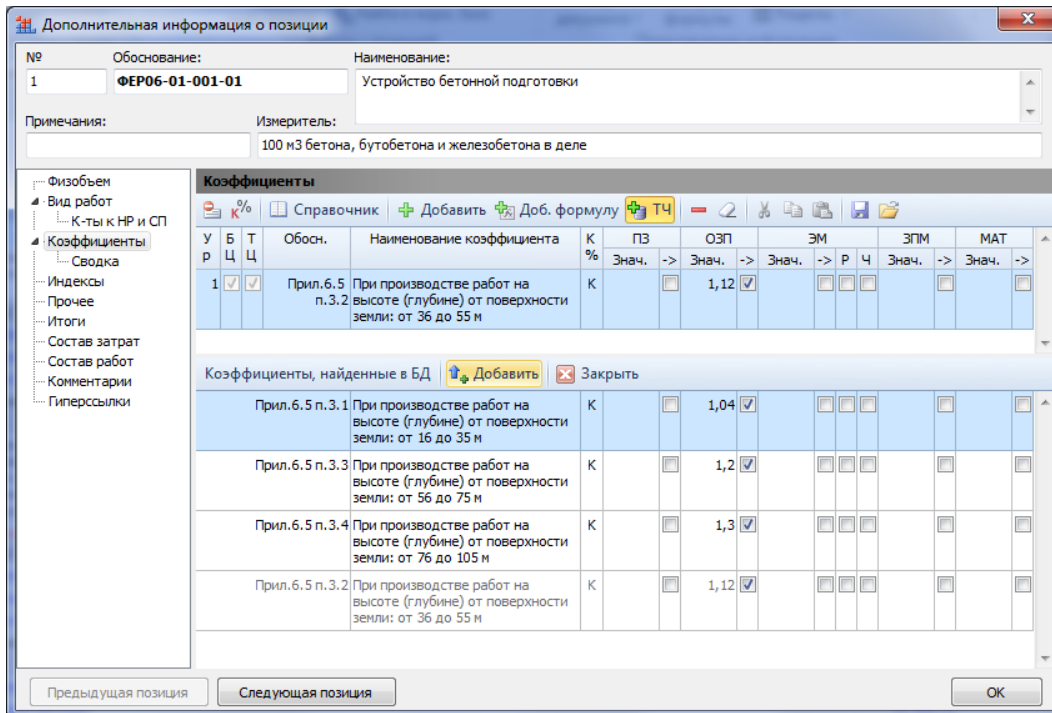 Дополнительная информация о позиции
№ Обоснование: Наименование:
1 ФЕР06-01-001-01 Устройство бетонной подготовки
Примечания: Измеритель:
100 м3 бетона, бутобетона и железобетона в деле
Физобъем
Вид работ
К-ты к НР и СП
Коэффициенты
Сводка
Индексы
Прочее
Итоги
Состав затрат
Состав работ
Комментарии
Гиперссылки
Коэффициенты
К% Справочник Добавить Доб. формулу ТЧ
У Б Т Обосн. Наименование коэффициента К ПЗ ОЗП ЭМ ЗПМ МАТ
р Ц Ц % Знач. -> Знач. -> Знач. -> Р Ч Знач. -> Знач. ->
1 Прил.6.5 При производстве работ на К 1,12
п.3.2 высоте (глубине) от поверхности
земли: от 36 до 55 м
Коэффициенты, найденные в БД Добавить Закрыть
Прил.6.5 п.3.1 При производстве работ на К 1,04
высоте (глубине) от поверхности
земли: от 16 до 35 м
Прил.6.5 п.3.3 При производстве работ на К 1,2
высоте (глубине) от поверхности
земли: от 56 до 75 м
Прил.6.5 п.3.4 При производстве работ на К 1,3
высоте (глубине) от поверхности
земли: от 76 до 105 м
Прил.6.5 п.3.2 При производстве работ на К 1,12
высоте (глубине) от поверхности
земли: от 36 до 55 м
Предыдущая позиция Следующая позиция ОК